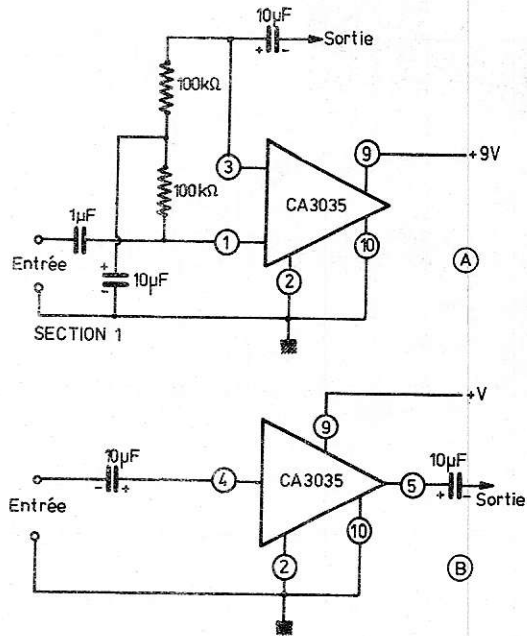 10µF
+ -
Sortie
100kΩ
3
9
+9V
100kΩ
CA3035
1µF
1
10
Entrée
+
-
10µF
2
A
SECTION 1
+V
9
10µF
- +
4
CA3035
5
10µF
+ -
Sortie
Entrée
10
2
B